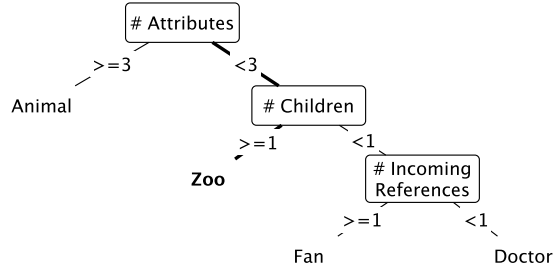 # Attributes
>=3
<3
Animal
# Children
>=1
<1
Zoo
# Incoming
References
>=1
<1
Fan
Doctor